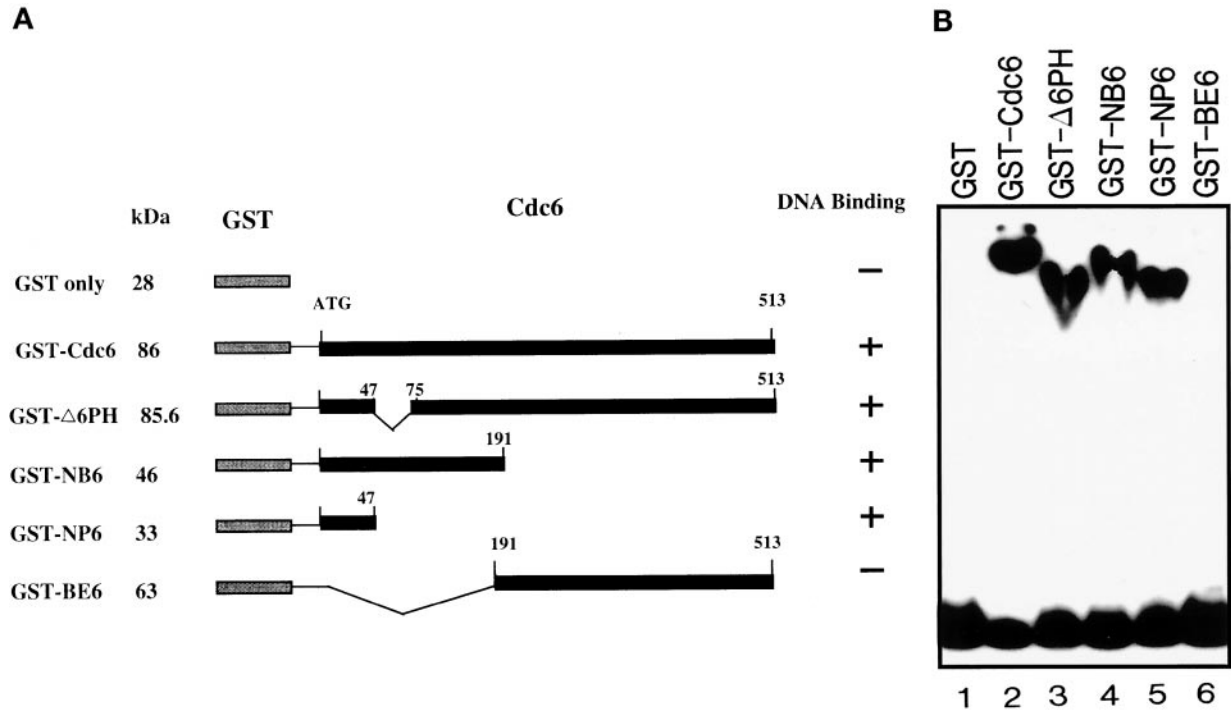 A
kDa GST Cdc6 DNA Binding
GST only 28 −
ATG 513
GST-Cdc6 86 +
47 75 513
GST-△6PH 85.6 +
191
GST-NB6 46 +
47
GST-NP6 33 +
191 513
GST-BE6 63 −
B
GST
GST-Cdc6
GST-△6PH
GST-NB6
GST-NP6
GST-BE6
1 2 3 4 5 6